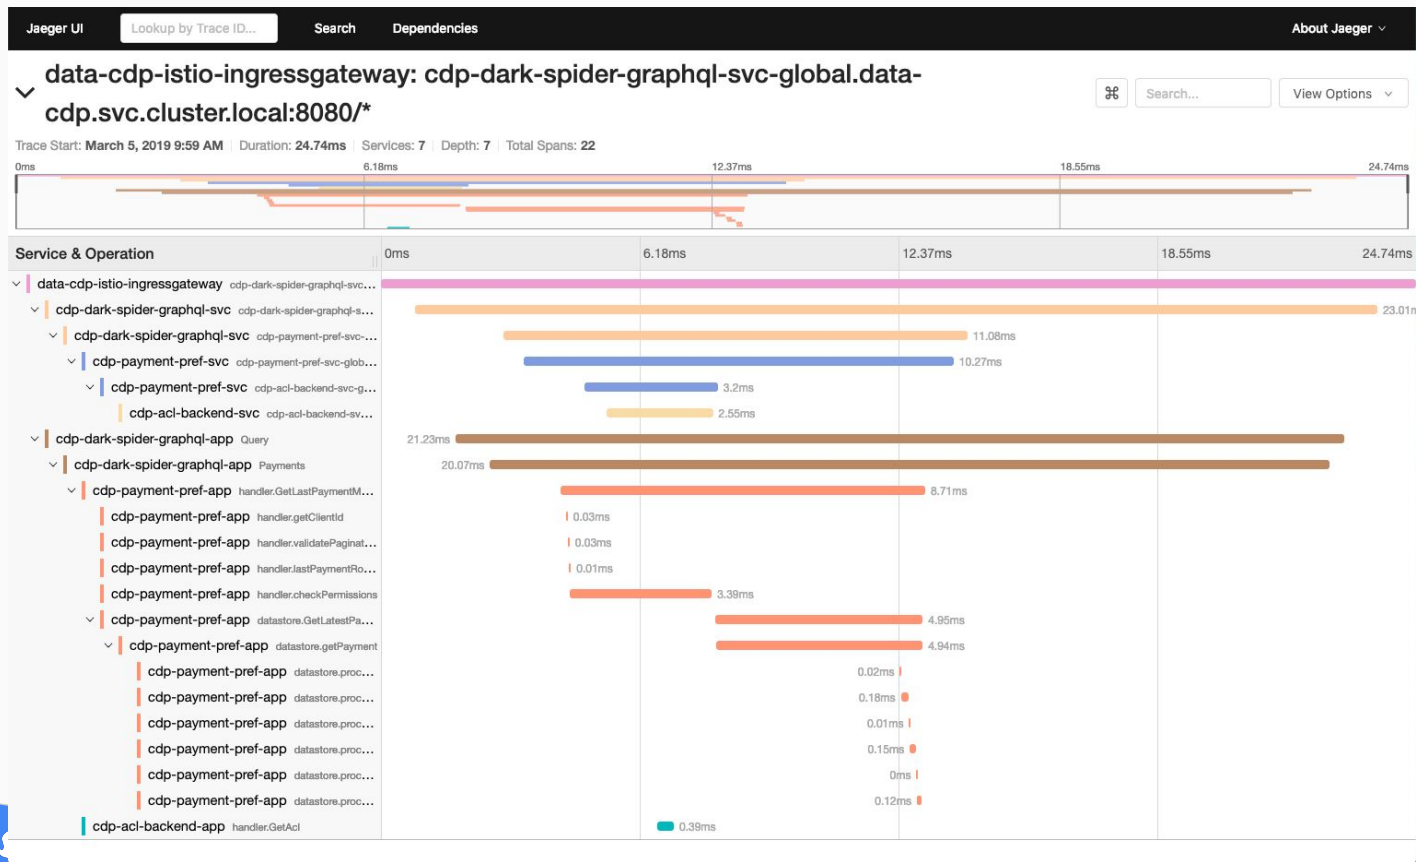 Jaeger UI Lookup by Trace ID... Search Dependencies About Jaeger
data-cdp-istio-ingressgateway: cdp-dark-spider-graphql-svc-global.data-
cdp.svc.cluster.local:8080/*
⌘ Search... View Options
Trace Start: March 5, 2019 9:59 AM Duration: 24.74ms Services: 7 Depth: 7 Total Spans: 22
0ms 6.18ms 12.37ms 18.55ms 24.74ms
Service & Operation 0ms 6.18ms 12.37ms 18.55ms 24.74ms
data-cdp-istio-ingressgateway cdp-dark-spider-graphql-svc...
cdp-dark-spider-graphql-svc cdp-dark-spider-graphql-s... 23.01m
cdp-dark-spider-graphql-svc cdp-payment-pref-svc-... 11.08ms
cdp-payment-pref-svc cdp-payment-pref-svc-glob... 10.27ms
cdp-payment-pref-svc cdp-acl-backend-svc-g... 3.2ms
cdp-acl-backend-svc cdp-acl-backend-sv... 2.55ms
cdp-dark-spider-graphql-app Query 21.23ms
cdp-dark-spider-graphql-app Payments 20.07ms
cdp-payment-pref-app handler.GetLastPaymentM... 8.71ms
cdp-payment-pref-app handler.getClientId 0.03ms
cdp-payment-pref-app handler.validatePaginat... 0.03ms
cdp-payment-pref-app handler.lastPaymentRo... 0.01ms
cdp-payment-pref-app handler.checkPermissions 3.39ms
cdp-payment-pref-app datastore.GetLatestPa... 4.95ms
cdp-payment-pref-app datastore.getPayment 4.94ms
cdp-payment-pref-app datastore.proc... 0.02ms
cdp-payment-pref-app datastore.proc... 0.18ms
cdp-payment-pref-app datastore.proc... 0.01ms
cdp-payment-pref-app datastore.proc... 0.15ms
cdp-payment-pref-app datastore.proc... 0ms
cdp-payment-pref-app datastore.proc... 0.12ms
cdp-acl-backend-app handler.GetAcl 0.39ms